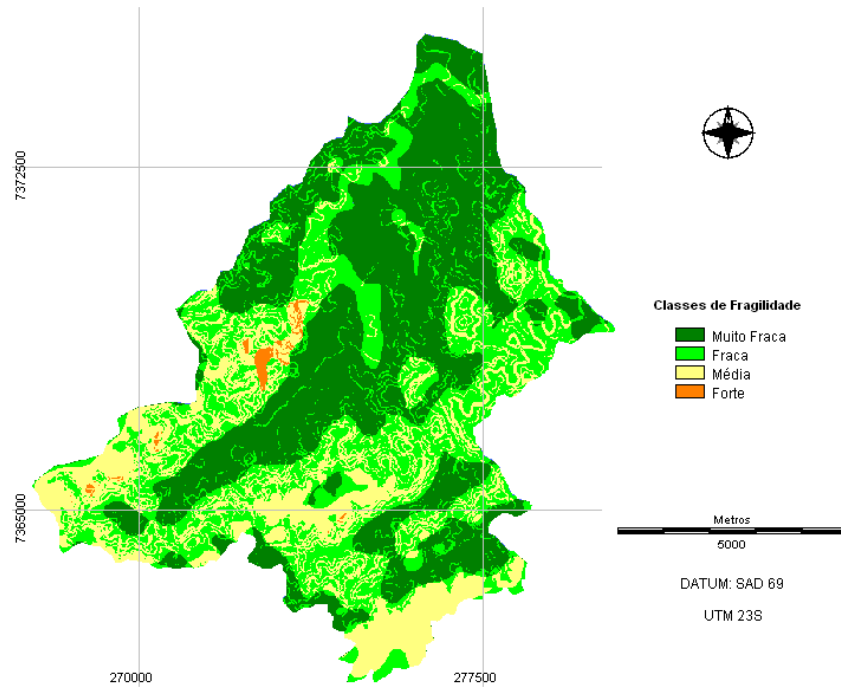 7372500
Classes de Fragilidade
Muito Fraca
Fraca
Média
Forte
7365000
Metros
5000
DATUM: SAD 69
UTM 23S
270000
277500